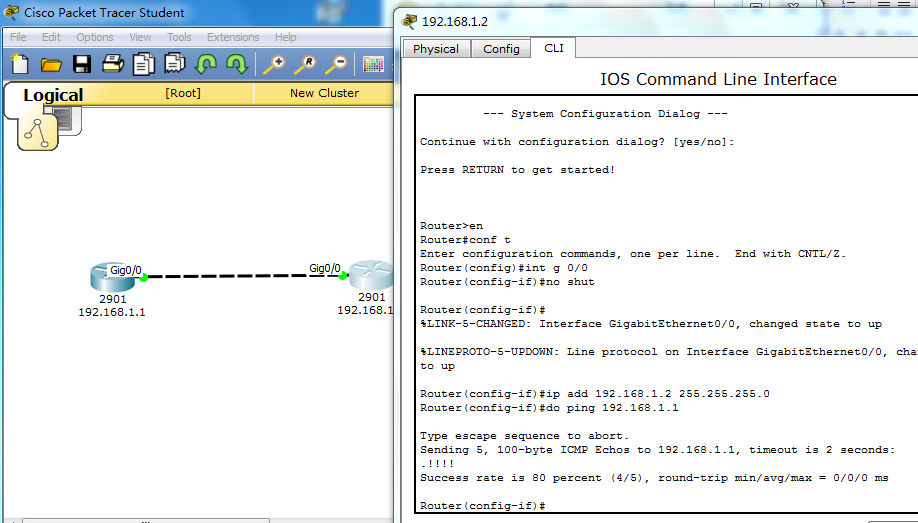 Cisco Packet Tracer Student
File Edit Options View Tools Extensions Help
Logical
[Root]
New Cluster
Gig0/0
Gig0/0
2901
192.168.1.1
2901
192.168.1
192.168.1.2
Physical Config CLI
IOS Command Line Interface
--- System Configuration Dialog ---
Continue with configuration dialog? [yes/no]:
Press RETURN to get started!
Router>en
Router#conf t
Enter configuration commands, one per line.  End with CNTL/Z.
Router(config)#int g 0/0
Router(config-if)#no shut
Router(config-if)#
%LINK-5-CHANGED: Interface GigabitEthernet0/0, changed state to up
%LINEPROTO-5-UPDOWN: Line protocol on Interface GigabitEthernet0/0, cha
to up
Router(config-if)#ip add 192.168.1.2 255.255.255.0
Router(config-if)#do ping 192.168.1.1
Type escape sequence to abort.
Sending 5, 100-byte ICMP Echos to 192.168.1.1, timeout is 2 seconds:
.!!!!
Success rate is 80 percent (4/5), round-trip min/avg/max = 0/0/0 ms
Router(config-if)#